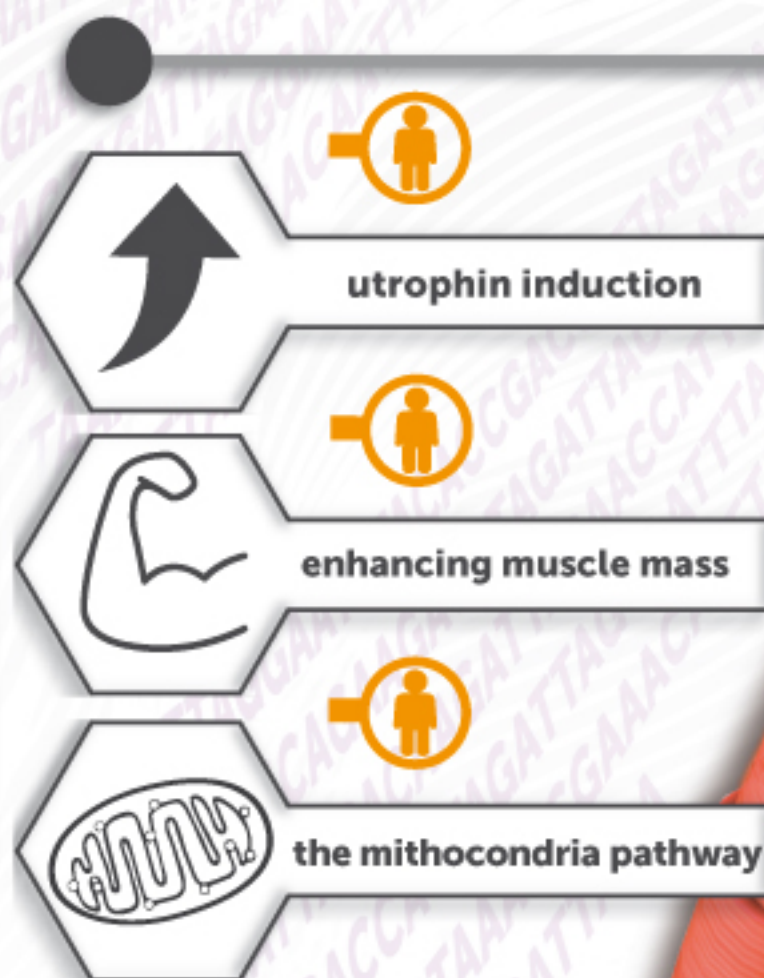 utrophin induction
enhancing muscle mass
the mithocondria pathway